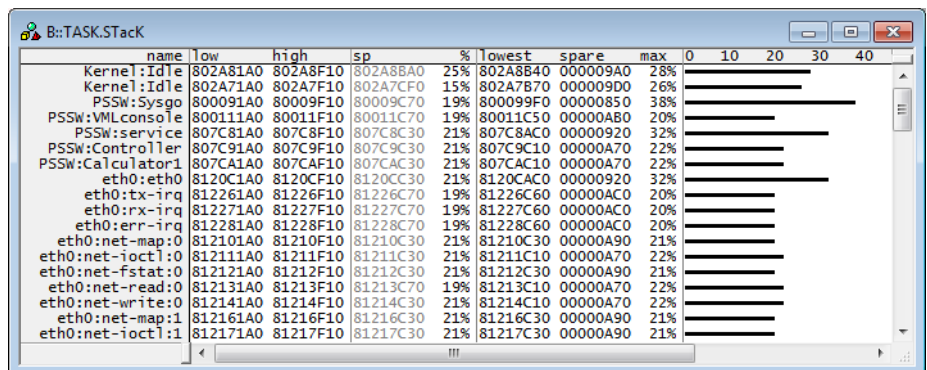 B::TASK.STacK
name low high sp % lowest spare max 0 10 20 30 40
Kernel:Idle 802A81A0 802A8F10 802A8BA0 25% 802A8B40 000009A0 28%
Kernel:Idle 802A71A0 802A7F10 802A7CF0 15% 802A7B70 000009D0 26%
PSSW:Sysgo 800091A0 80009F10 80009C70 19% 800099F0 00000850 38%
PSSW:VMLconsole 800111A0 80011F10 80011C70 19% 80011C50 00000AB0 20%
PSSW:service 807C81A0 807C8F10 807C8C30 21% 807C8AC0 00000920 32%
PSSW:Controller 807C91A0 807C9F10 807C9C30 21% 807C9C10 00000A70 22%
PSSW:Calculator1 807CA1A0 807CAF10 807CAC30 21% 807CAC10 00000A70 22%
eth0:eth0 8120C1A0 8120CF10 8120CC30 21% 8120CAC0 00000920 32%
eth0:tx-irq 812261A0 81226F10 81226C70 19% 81226C60 00000AC0 20%
eth0:rx-irq 812271A0 81227F10 81227C70 19% 81227C60 00000AC0 20%
eth0:err-irq 812281A0 81228F10 81228C70 19% 81228C60 00000AC0 20%
eth0:net-map:0 812101A0 81210F10 81210C30 21% 81210C30 00000A90 21%
eth0:net-ioctl:0 812111A0 81211F10 81211C30 21% 81211C10 00000A70 22%
eth0:net-fstat:0 812121A0 81212F10 81212C30 21% 81212C30 00000A90 21%
eth0:net-read:0 812131A0 81213F10 81213C70 19% 81213C10 00000A70 22%
eth0:net-write:0 812141A0 81214F10 81214C30 21% 81214C10 00000A70 22%
eth0:net-map:1 812161A0 81216F10 81216C30 21% 81216C30 00000A90 21%
eth0:net-ioctl:1 812171A0 81217F10 81217C30 21% 81217C30 00000A90 21%